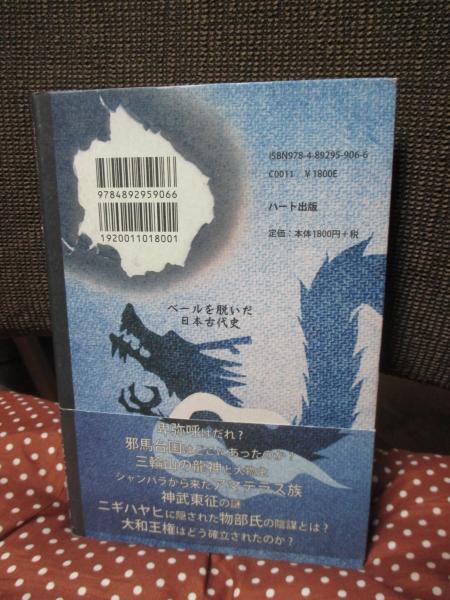 ISBN978-4-89295-906-6
C0011 ¥1800E
ハート出版
定価：本体1800円＋税
9784892959066
1920011018001
ベールを脱いだ
日本古代史
卑弥呼はだれ？
邪馬台国はどこにあったのか？
三輪山の龍神と大物主
シャンバラから来たアマテラス族
神武東征の謎
ニギハヤヒに隠された物部氏の陰謀とは？
大和王権はどう確立されたのか？